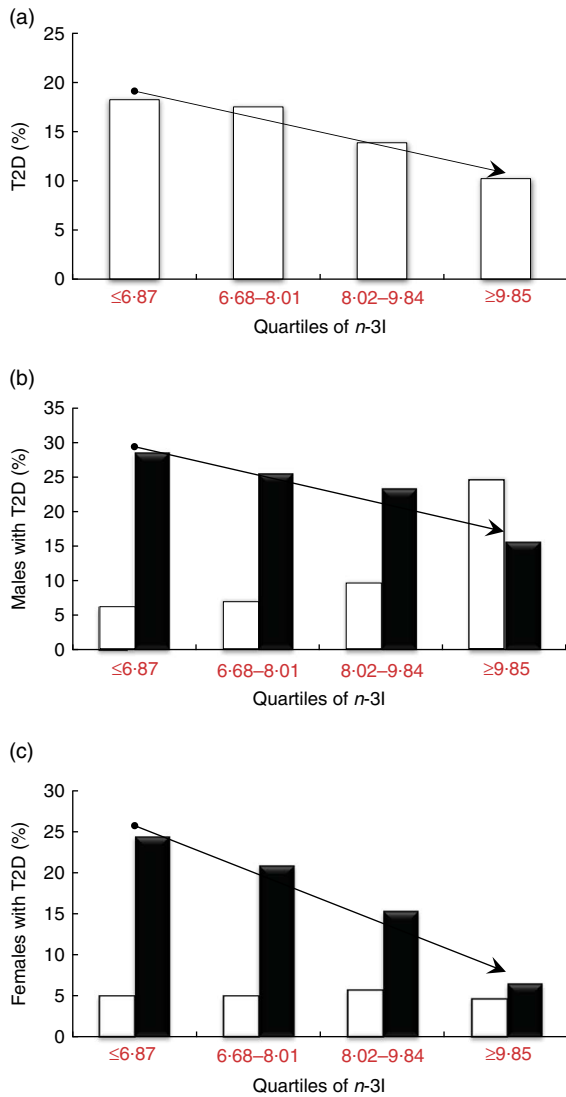 (a)
T2D (%)
25
20
15
10
5
0
≤6·87 6·68–8·01 8·02–9·84 ≥9·85
Quartiles of n-3I
(b)
Males with T2D (%)
35
30
25
20
15
10
5
0
≤6·87 6·68–8·01 8·02–9·84 ≥9·85
Quartiles of n-3I
(c)
Females with T2D (%)
30
25
20
15
10
5
0
≤6·87 6·68–8·01 8·02–9·84 ≥9·85
Quartiles of n-3I